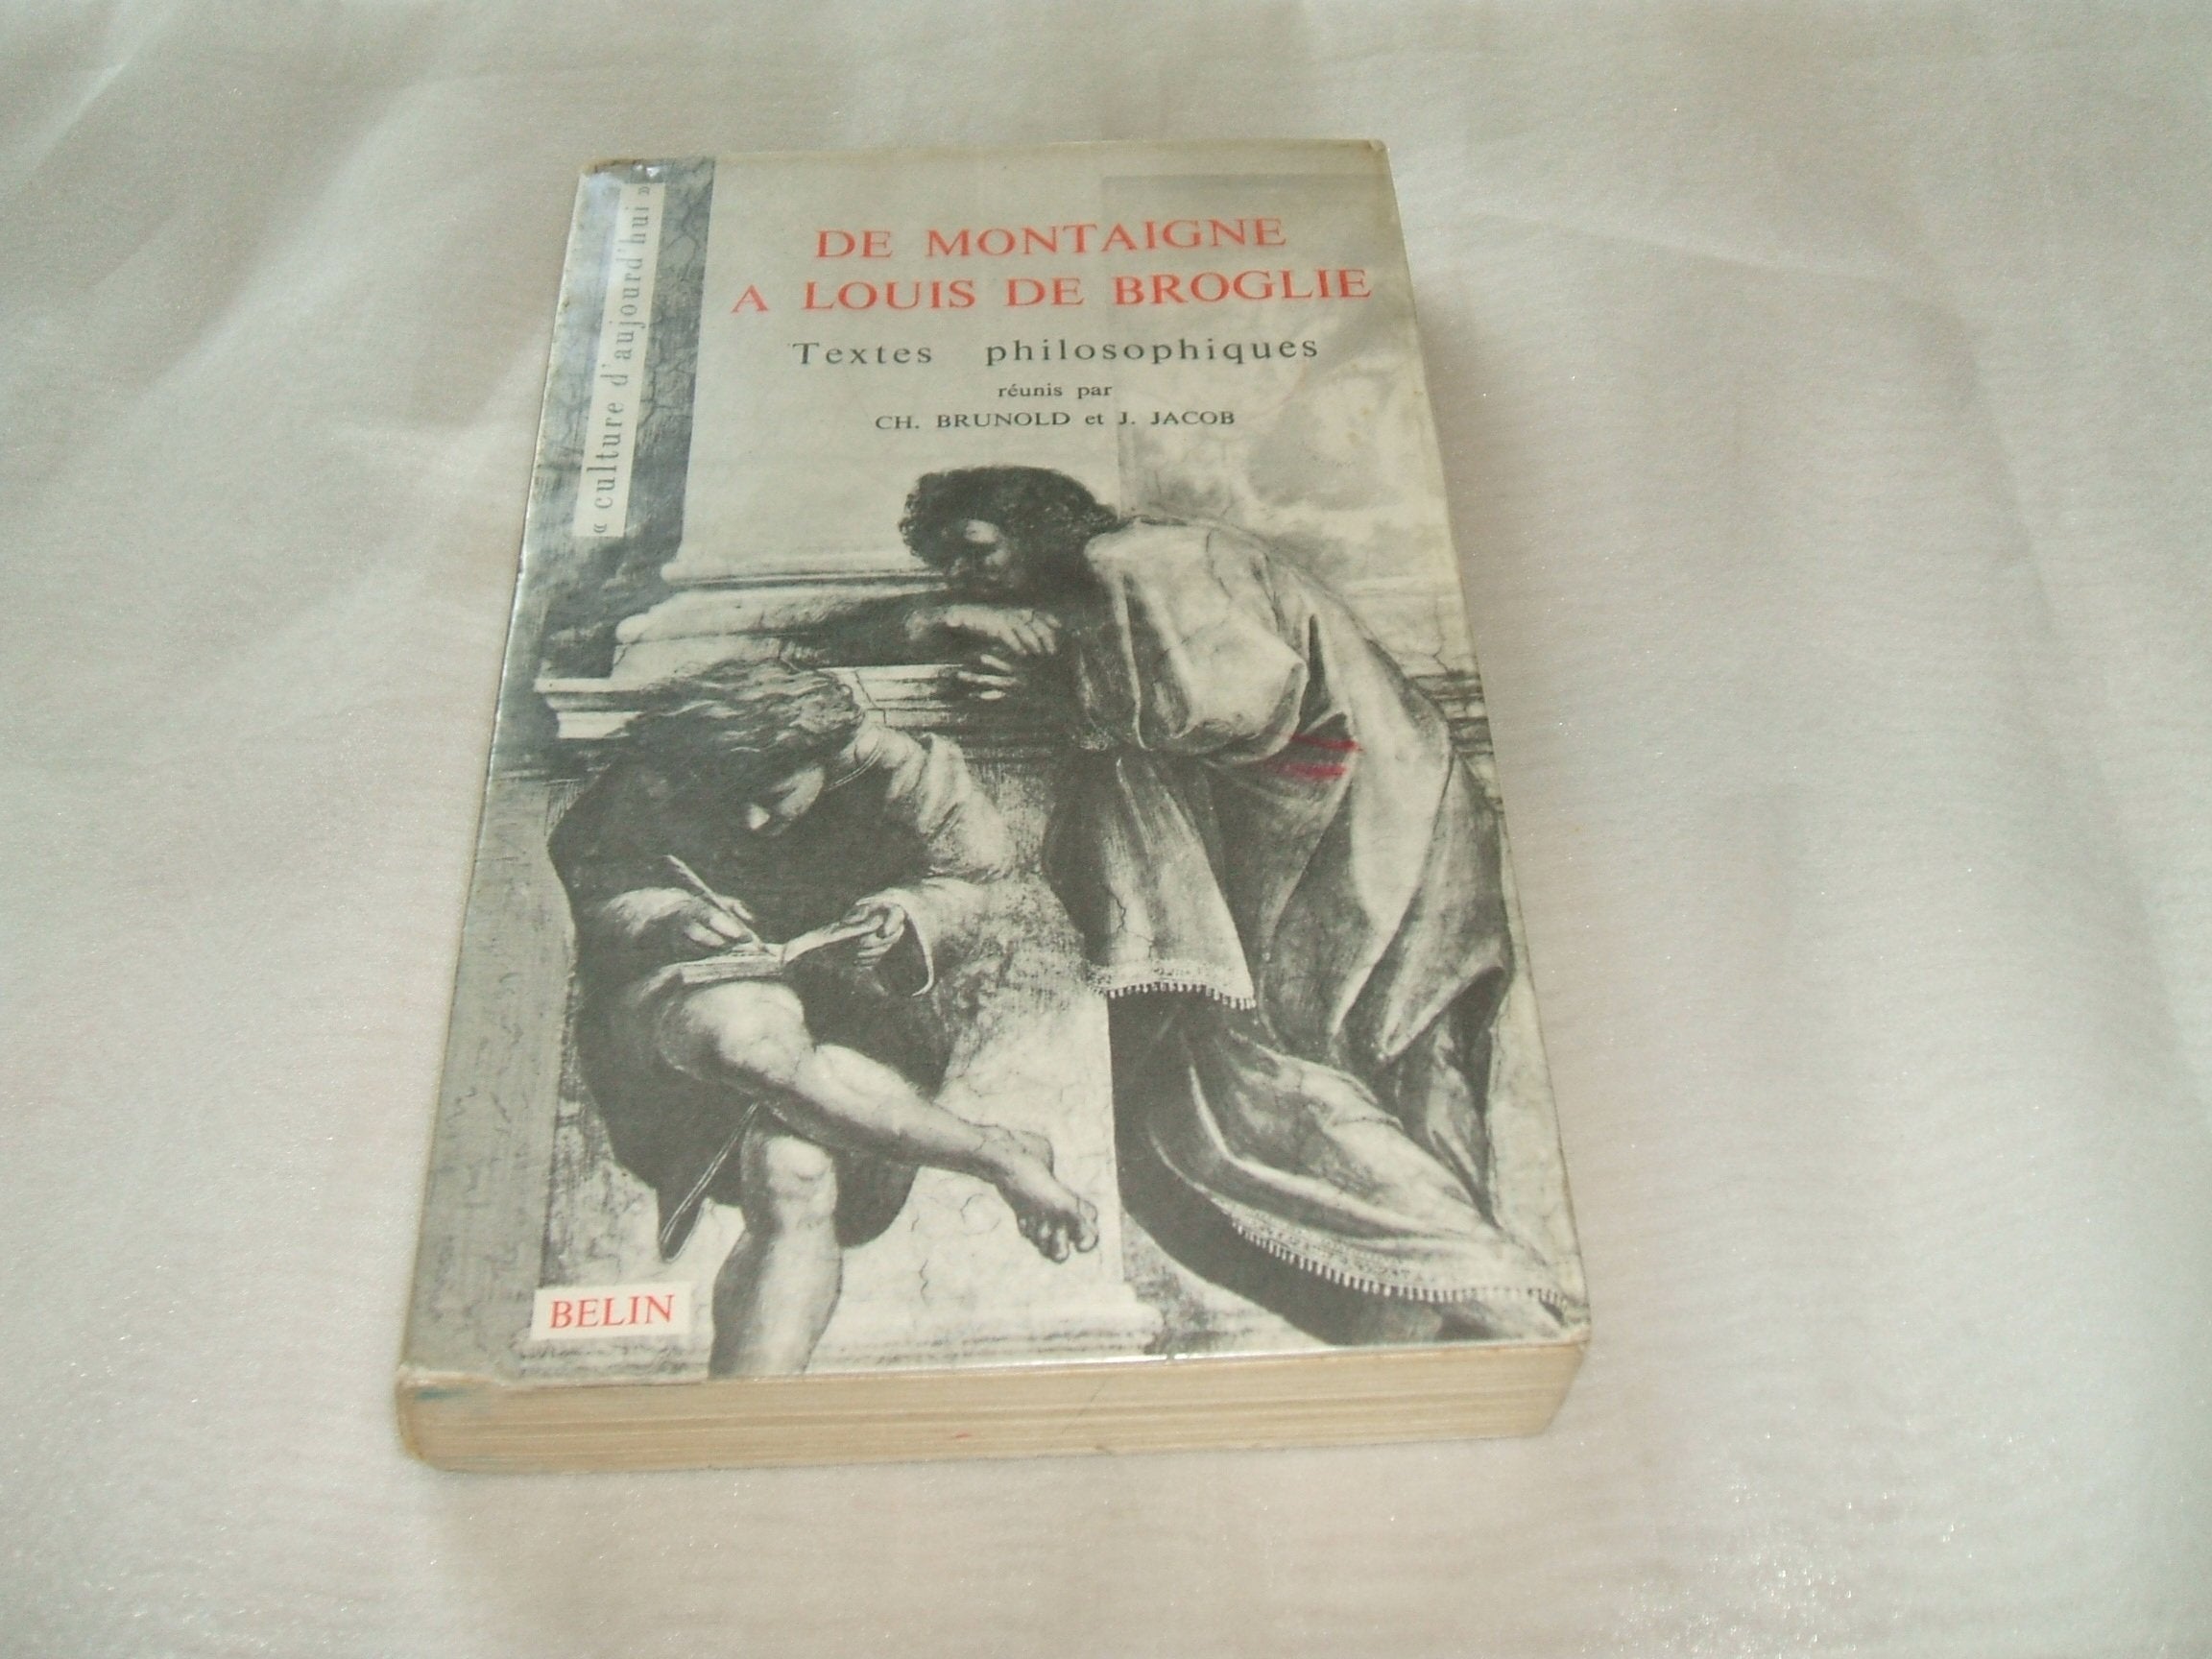 « culture d'aujourd'hui »
DE MONTAIGNE
A LOUIS DE BROGLIE
Textes philosophiques
réunis par
CH. BRUNOLD et J. JACOB
BELIN